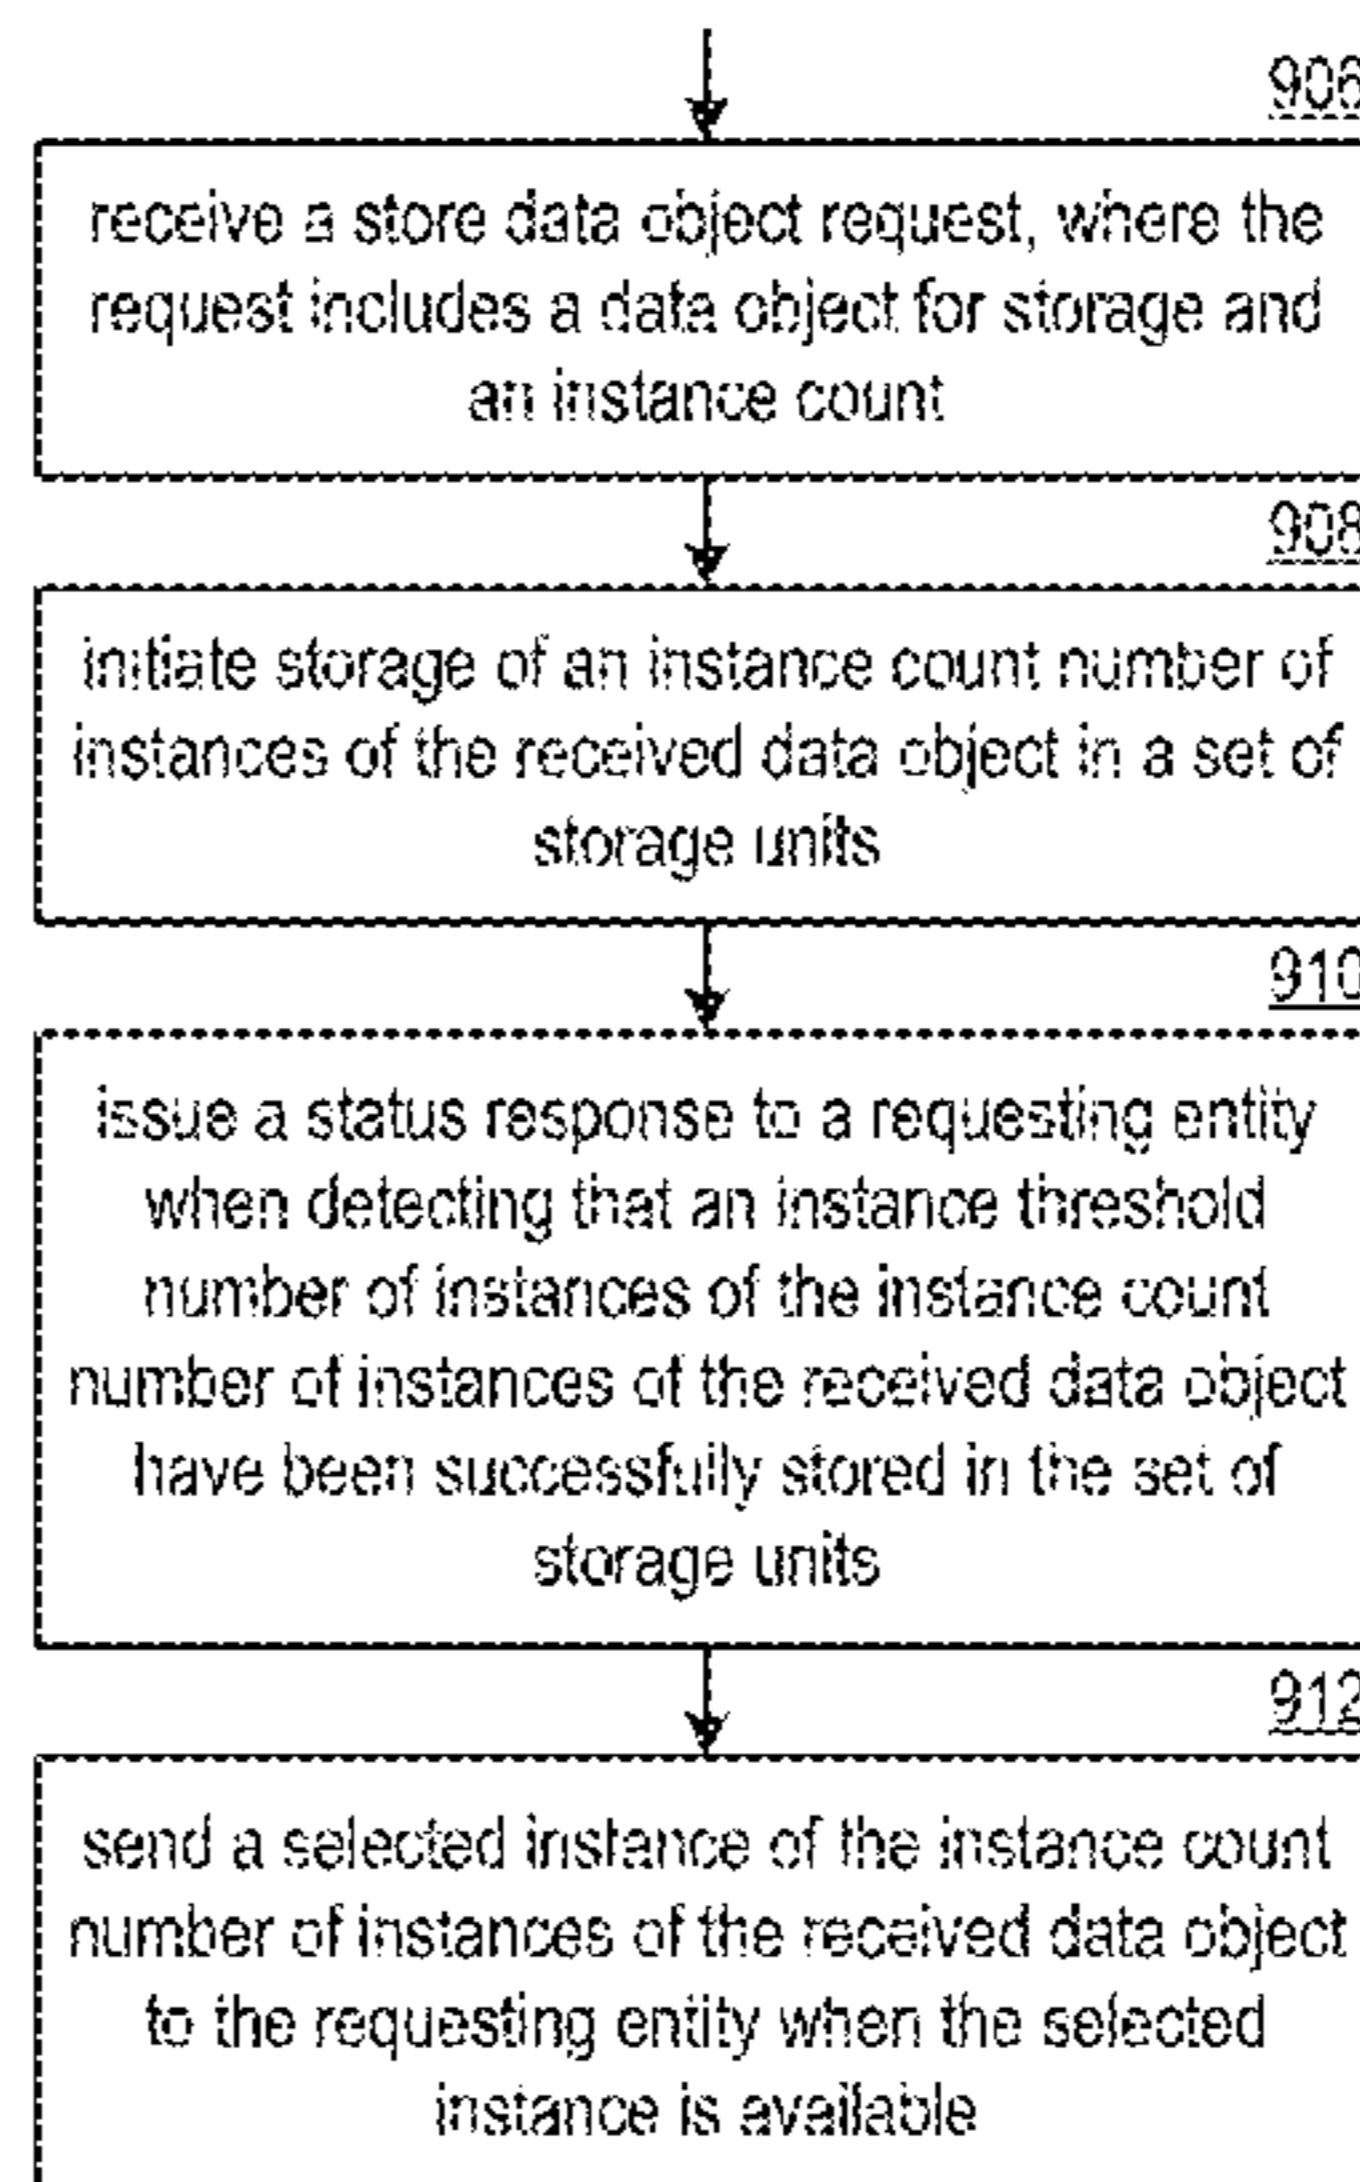 906
receive a store data object request, where the
request includes a data object for storage and
an instance count
908
initiate storage of an instance count number of
instances of the received data object in a set of
storage units
910
issue a status response to a requesting entity
when detecting that an instance threshold
number of instances of the instance count
number of instances of the received data object
have been successfully stored in the set of
storage units
912
send a selected instance of the instance count
number of instances of the received data object
to the requesting entity when the selected
instance is available